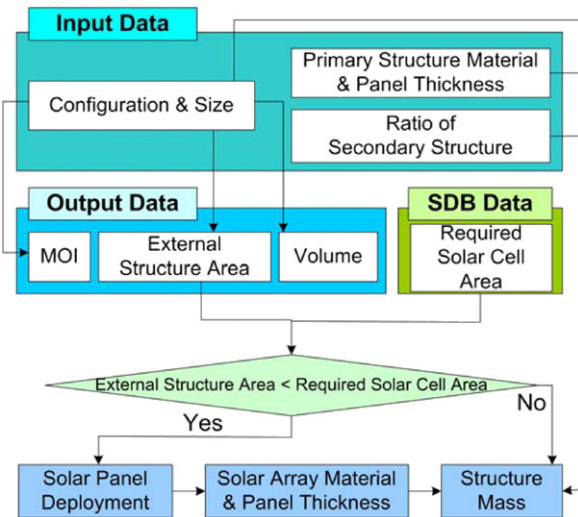 Input Data
Primary Structure Material
& Panel Thickness
Configuration & Size
Ratio of
Secondary Structure
Output Data
SDB Data
MOI
External
Structure Area
Volume
Required
Solar Cell
Area
External Structure Area < Required Solar Cell Area
Yes
No
Solar Panel
Deployment
Solar Array Material
& Panel Thickness
Structure
Mass